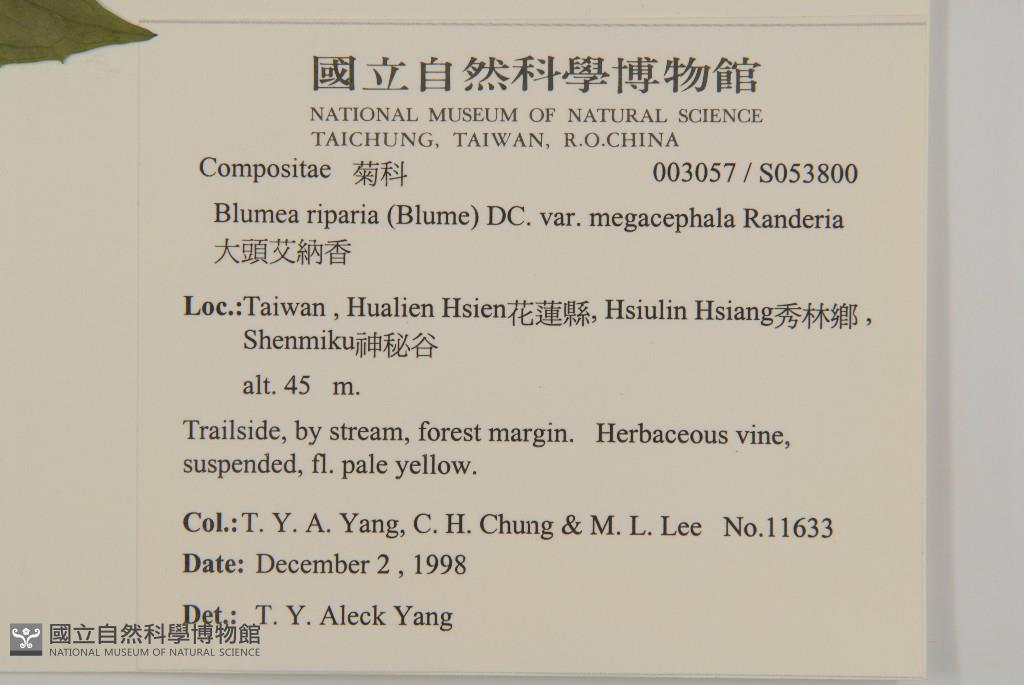 國立自然科學博物館
NATIONAL MUSEUM OF NATURAL SCIENCE
TAICHUNG, TAIWAN, R.O.CHINA
Compositae 菊科 003057 / S053800
Blumea riparia (Blume) DC. var. megacephala Randeria
大頭艾納香
Loc.:Taiwan , Hualien Hsien花蓮縣, Hsiulin Hsiang秀林鄉 ,
Shenmiku神秘谷
alt. 45 m.
Trailside, by stream, forest margin. Herbaceous vine,
suspended, fl. pale yellow.
Col.:T. Y. A. Yang, C. H. Chung & M. L. Lee No.11633
Date: December 2 , 1998
Det,: T. Y. Aleck Yang
國立自然科學博物館
NATIONAL MUSEUM OF NATURAL SCIENCE